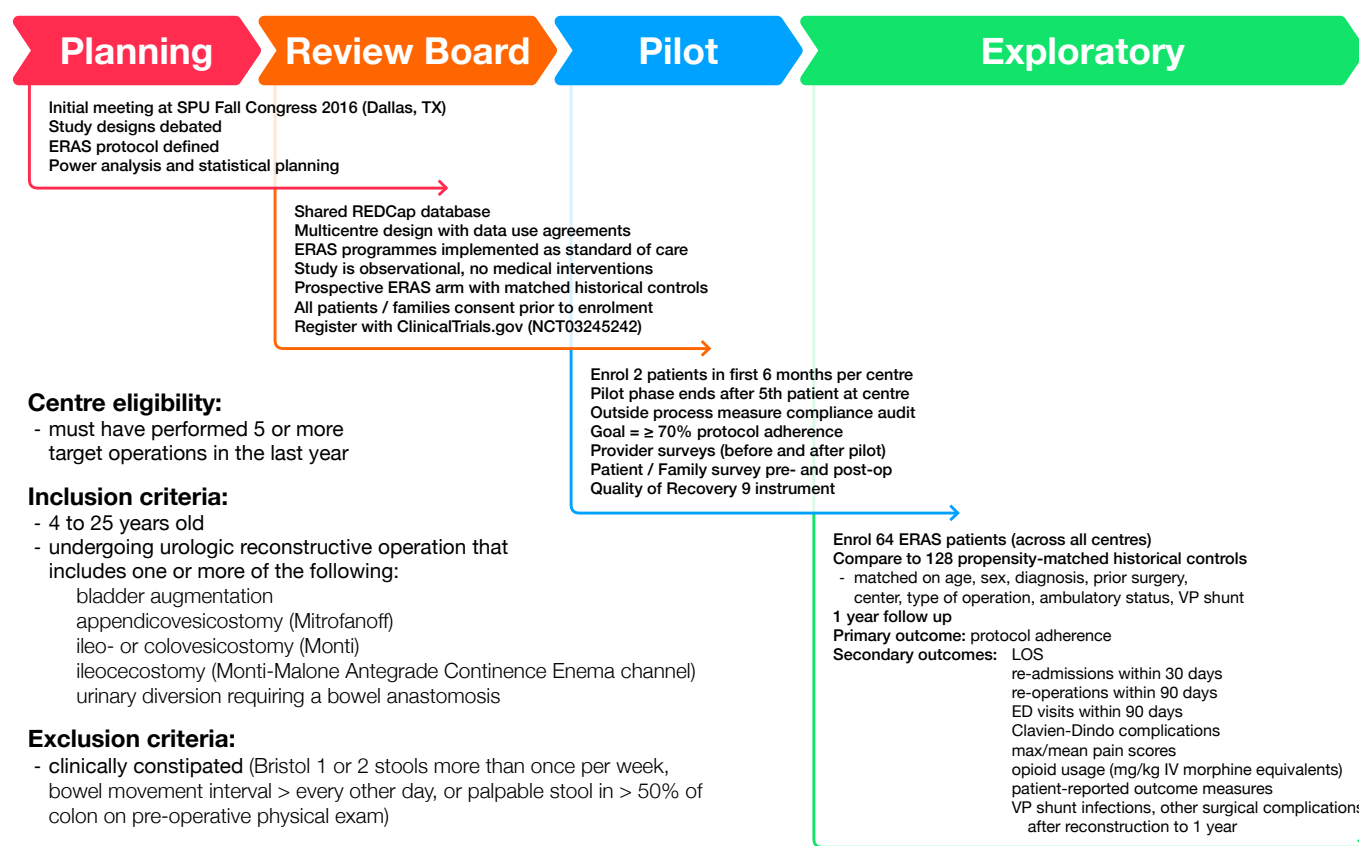 Planning
Review Board
Pilot
Exploratory
Initial meeting at SPU Fall Congress 2016 (Dallas, TX)
Study designs debated
ERAS protocol defined
Power analysis and statistical planning
Shared REDCap database
Multicentre design with data use agreements
ERAS programmes implemented as standard of care
Study is observational, no medical interventions
Prospective ERAS arm with matched historical controls
All patients / families consent prior to enrolment
Register with ClinicalTrials.gov (NCT03245242)
Enrol 2 patients in first 6 months per centre
Pilot phase ends after 5th patient at centre
Outside process measure compliance audit
Goal = ≥ 70% protocol adherence
Provider surveys (before and after pilot)
Patient / Family survey pre- and post-op
Quality of Recovery 9 instrument
Enrol 64 ERAS patients (across all centres)
Compare to 128 propensity-matched historical controls
- matched on age, sex, diagnosis, prior surgery,
center, type of operation, ambulatory status, VP shunt
1 year follow up
Primary outcome: protocol adherence
Secondary outcomes: LOS
re-admissions within 30 days
re-operations within 90 days
ED visits within 90 days
Clavien-Dindo complications
max/mean pain scores
opioid usage (mg/kg IV morphine equivalents)
patient-reported outcome measures
VP shunt infections, other surgical complications
after reconstruction to 1 year
Centre eligibility:
- must have performed 5 or more
target operations in the last year
Inclusion criteria:
- 4 to 25 years old
- undergoing urologic reconstructive operation that
includes one or more of the following:
bladder augmentation
appendicovesicostomy (Mitrofanoff)
ileo- or colovesicostomy (Monti)
ileocecostomy (Monti-Malone Antegrade Continence Enema channel)
urinary diversion requiring a bowel anastomosis
Exclusion criteria:
- clinically constipated (Bristol 1 or 2 stools more than once per week,
bowel movement interval > every other day, or palpable stool in > 50% of
colon on pre-operative physical exam)